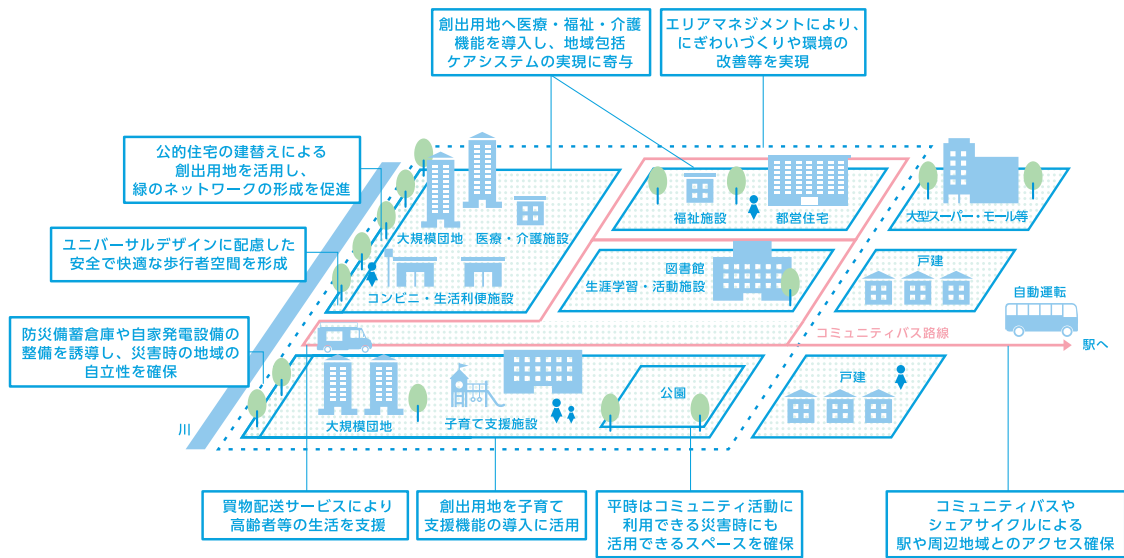 創出用地へ医療・福祉・介護
機能を導入し、地域包括
ケアシステムの実現に寄与
エリアマネジメントにより、
にぎわいづくりや環境の
改善等を実現
公的住宅の建替えによる
創出用地を活用し、
緑のネットワークの形成を促進
ユニバーサルデザインに配慮した
安全で快適な歩行者空間を形成
防災備蓄倉庫や自家発電設備の
整備を誘導し、災害時の地域の
自立性を確保
大規模団地
医療・介護施設
コンビニ・生活利便施設
福祉施設
都営住宅
大型スーパー・モール等
図書館
生涯学習・活動施設
戸建
自動運転
コミュニティバス路線
駅へ
大規模団地
子育て支援施設
公園
戸建
川
買物配送サービスにより
高齢者等の生活を支援
創出用地を子育て
支援機能の導入に活用
平時はコミュニティ活動に
利用できる災害時にも
活用できるスペースを確保
コミュニティバスや
シェアサイクルによる
駅や周辺地域とのアクセス確保